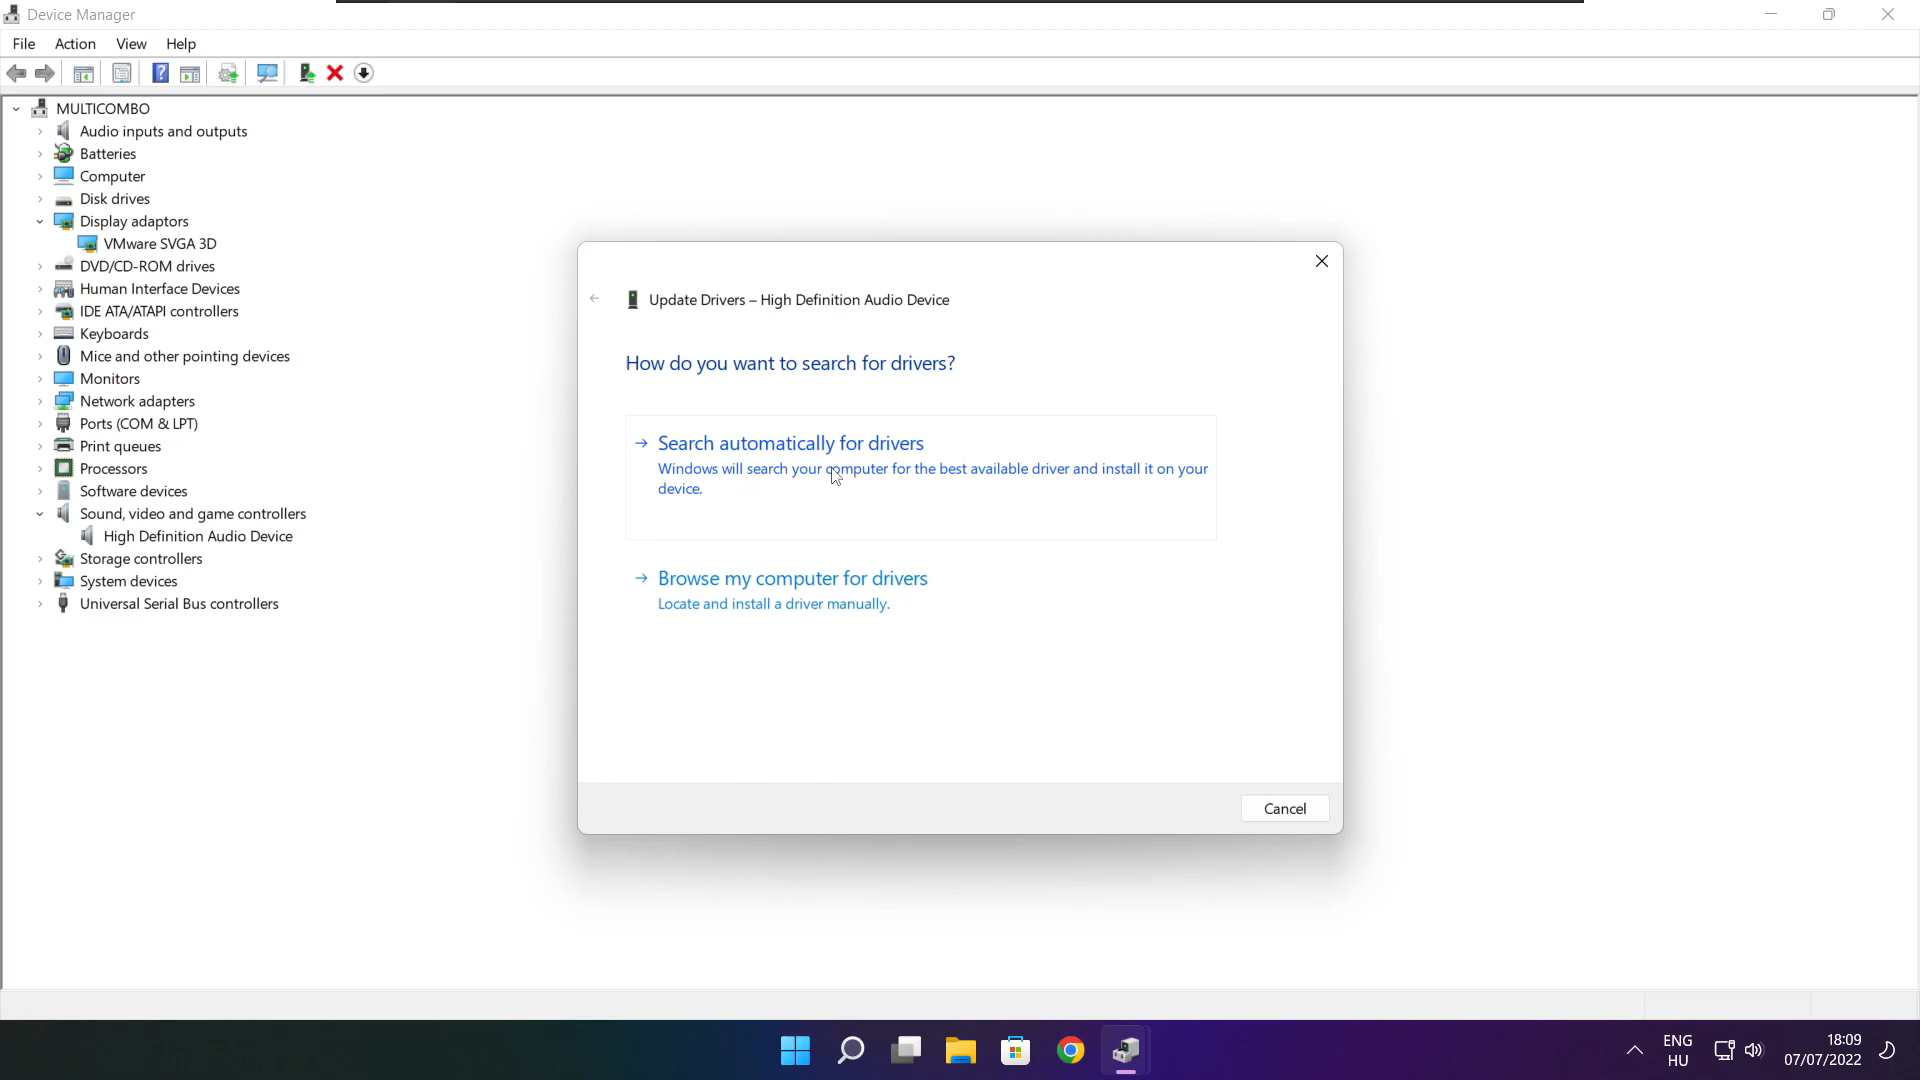 Device Manager
File Action View Help
MULTICOMBO
Audio inputs and outputs
Batteries
Computer
Disk drives
Display adaptors
VMware SVGA 3D
DVD/CD-ROM drives
Human Interface Devices
IDE ATA/ATAPI controllers
Keyboards
Mice and other pointing devices
Monitors
Network adapters
Ports (COM & LPT)
Print queues
Processors
Software devices
Sound, video and game controllers
High Definition Audio Device
Storage controllers
System devices
Universal Serial Bus controllers
Update Drivers – High Definition Audio Device
How do you want to search for drivers?
Search automatically for drivers
Windows will search your computer for the best available driver and install it on your
device.
Browse my computer for drivers
Locate and install a driver manually.
Cancel
ENG
HU
18:09
07/07/2022